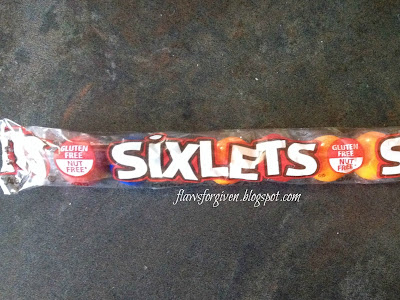 GLUTEN
FREE
NUT
FREE*
SIXLETS
GLUTEN
FREE
NUT
FREE*
S
flawsforgiven.blogspot.com